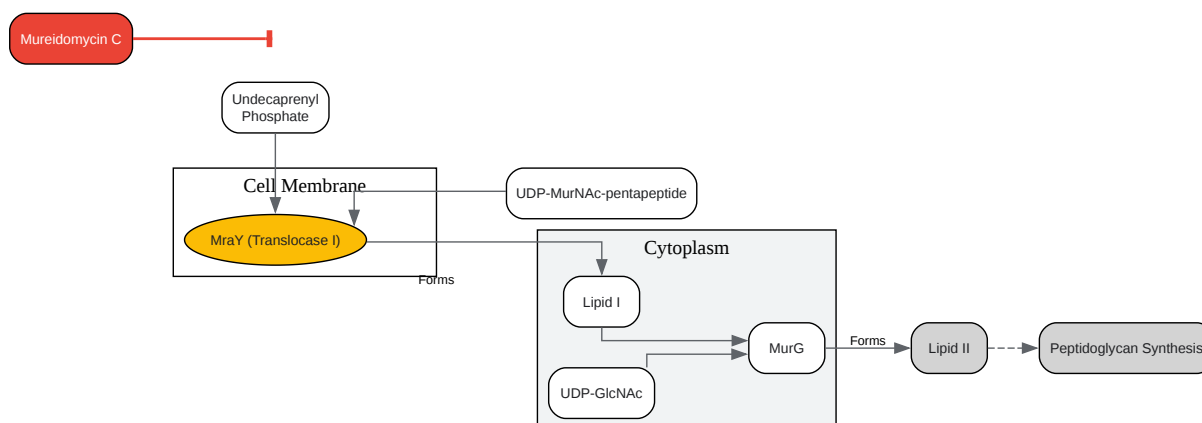 Mureidomycin C
Undecaprenyl
Phosphate
Cell Membrane
UDP-MurNAc-pentapeptide
MraY (Translocase I)
Cytoplasm
Forms
Lipid I
MurG
Forms
Lipid II
Peptidoglycan Synthesis
UDP-GlcNAc